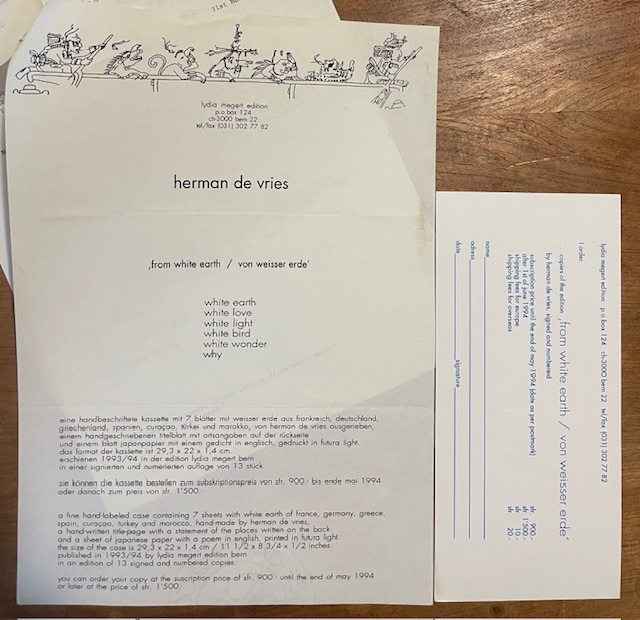 31st
lydia megert edition
p.o.box 124
ch-3000 bern 22
tel/fax (031) 302 77 82
herman de vries
‚from white earth / von weisser erde'
white earth
white love
white light
white bird
white wonder
why
eine handbeschriftete kassette mit 7 blätter mit weisser erde aus frankreich, deutschland,
griechenland, spanien, curaçao, türkei und marokko, von herman de vries ausgerieben,
einem handgeschriebenen titelblatt mit ortsangaben auf der rückseite
und einem blatt japanpapier mit einem gedicht in englisch, gedruckt in futura light.
das format der kassette ist 29,3 x 22 x 1,4 cm.
erschienen 1993/94 in der edition lydia megert bern
in einer signierten und numerierten auflage von 13 stück.
sie können die kassette bestellen zum subskriptionspreis von sfr. 900.- bis ende mai 1994
oder danach zum preis von sfr. 1'500.-
a fine hand-labeled case containing 7 sheets with white earth of france, germany, greece,
spain, curaçao, turkey and morocco, hand-made by herman de vries,
a hand-written titlepage with a statement of the places written on the back
and a sheet of japanese paper with a poem in english, printed in futura light.
the size of the case is 29,3 x 22 x 1,4 cm / 11 1/2 x 8 3/4 x 1/2 inches.
published in 1993/94 by lydia megert edition bern
in an edition of 13 signed and numbered copies.
you can order your copy at the suscription price of sfr. 900.- until the end of may 1994
or later at the price of sfr. 1'500.-
lydia megert edition p.o.box 124 ch-3000 bern 22 tel/fax (031) 302 77 82
I order:
copies of the edition ‚from white earth / von weisser erde'
by herman de vries, signed and numbered
subscription price until the end of may 1994 (date as per postmark) sfr. 900.-
after 1st of june 1994 sfr. 1'500.-
shipping fees for europe sfr. 10.-
shipping fees for overseas sfr. 20.-
name
adress
date signature